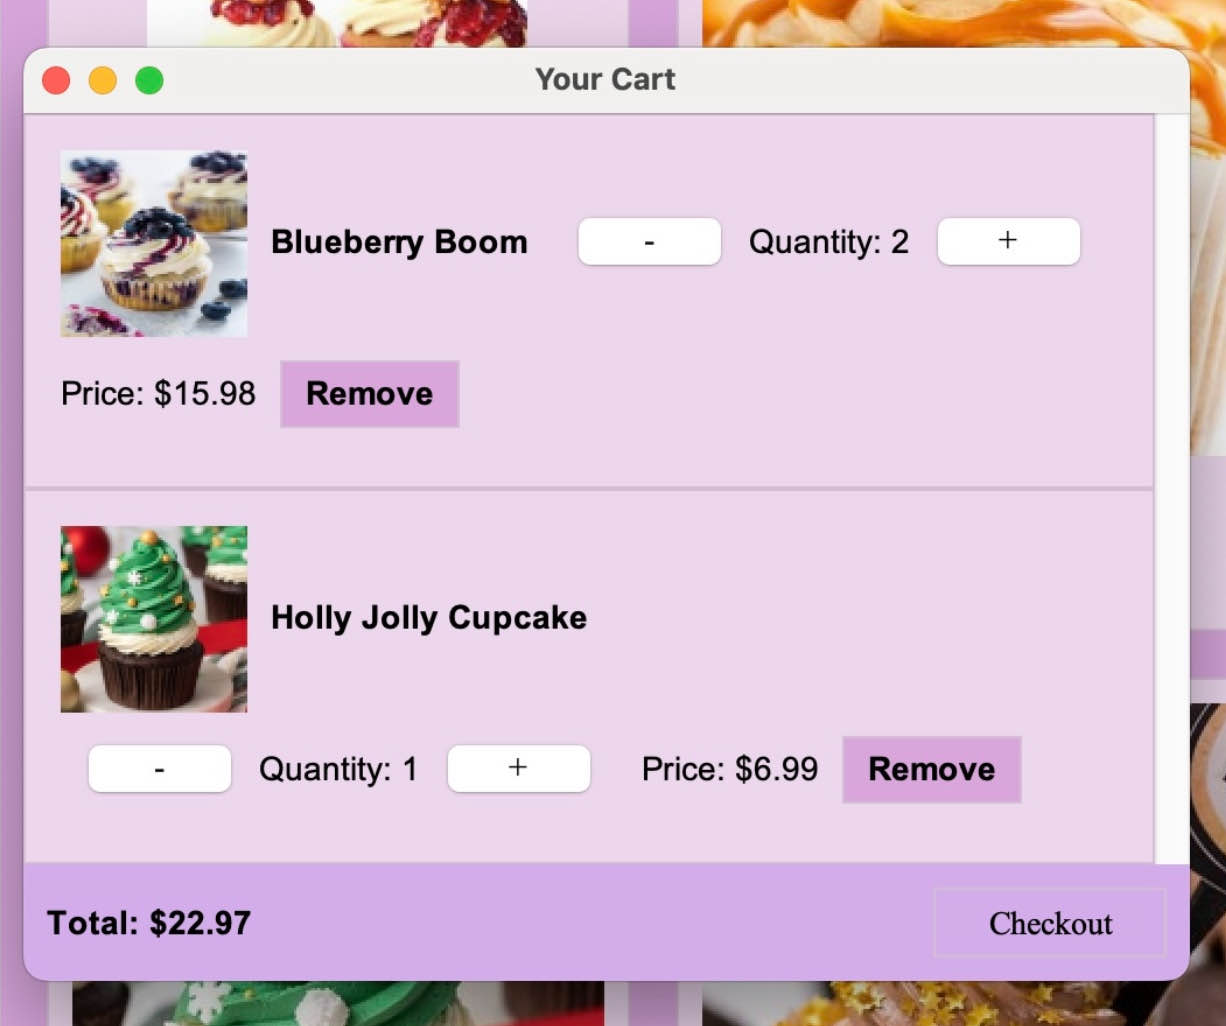 Your Cart
Blueberry Boom - Quantity: 2 +
Price: $15.98 Remove
Holly Jolly Cupcake
- Quantity: 1 + Price: $6.99 Remove
Total: $22.97 Checkout